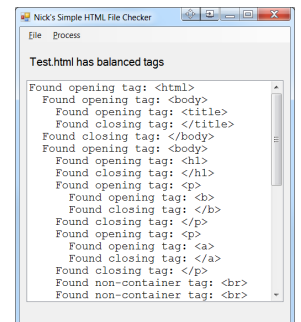 Nick's Simple HTML File Checker
File Process
Test.html has balanced tags
Found opening tag: <html>
Found opening tag: <body>
Found opening tag: <title>
Found closing tag: </title>
Found closing tag: </body>
Found opening tag: <body>
Found opening tag: <h1>
Found closing tag: </h1>
Found opening tag: <p>
Found opening tag: <b>
Found closing tag: </b>
Found closing tag: </p>
Found opening tag: <p>
Found opening tag: <a>
Found closing tag: </a>
Found closing tag: </p>
Found non-container tag: <br>
Found non-container tag: <br>